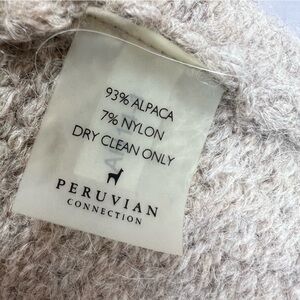 93% ALPACA
7% NYLON
DRY CLEAN ONLY
PERUVIAN
CONNECTION